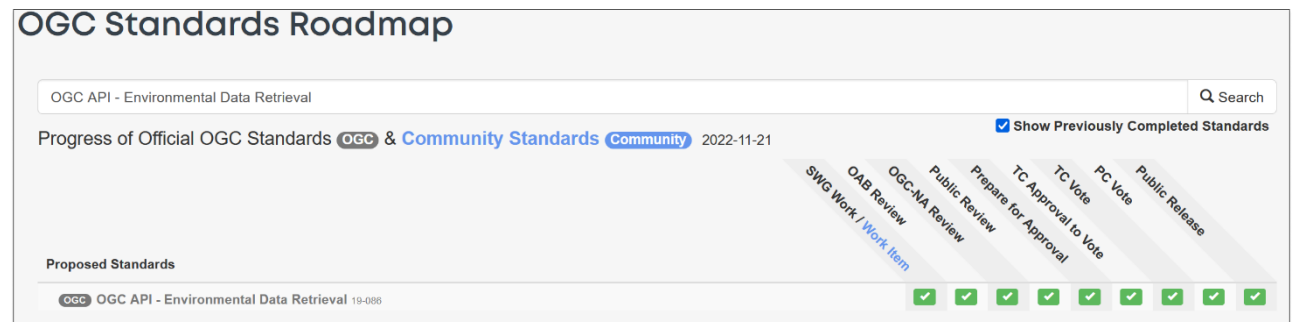 OGC Standards Roadmap
OGC API - Environmental Data Retrieval
Search
Show Previously Completed Standards
Progress of Official OGC Standards OGC & Community Standards Community 2022-11-21
SWG Work / Work Item
OAB Review
OGC-NA Review
Public Review
Prepare for Approval
TC Approval to Vote
TC Vote
PC Vote
Public Release
Proposed Standards
OGC OGC API - Environmental Data Retrieval 19-086